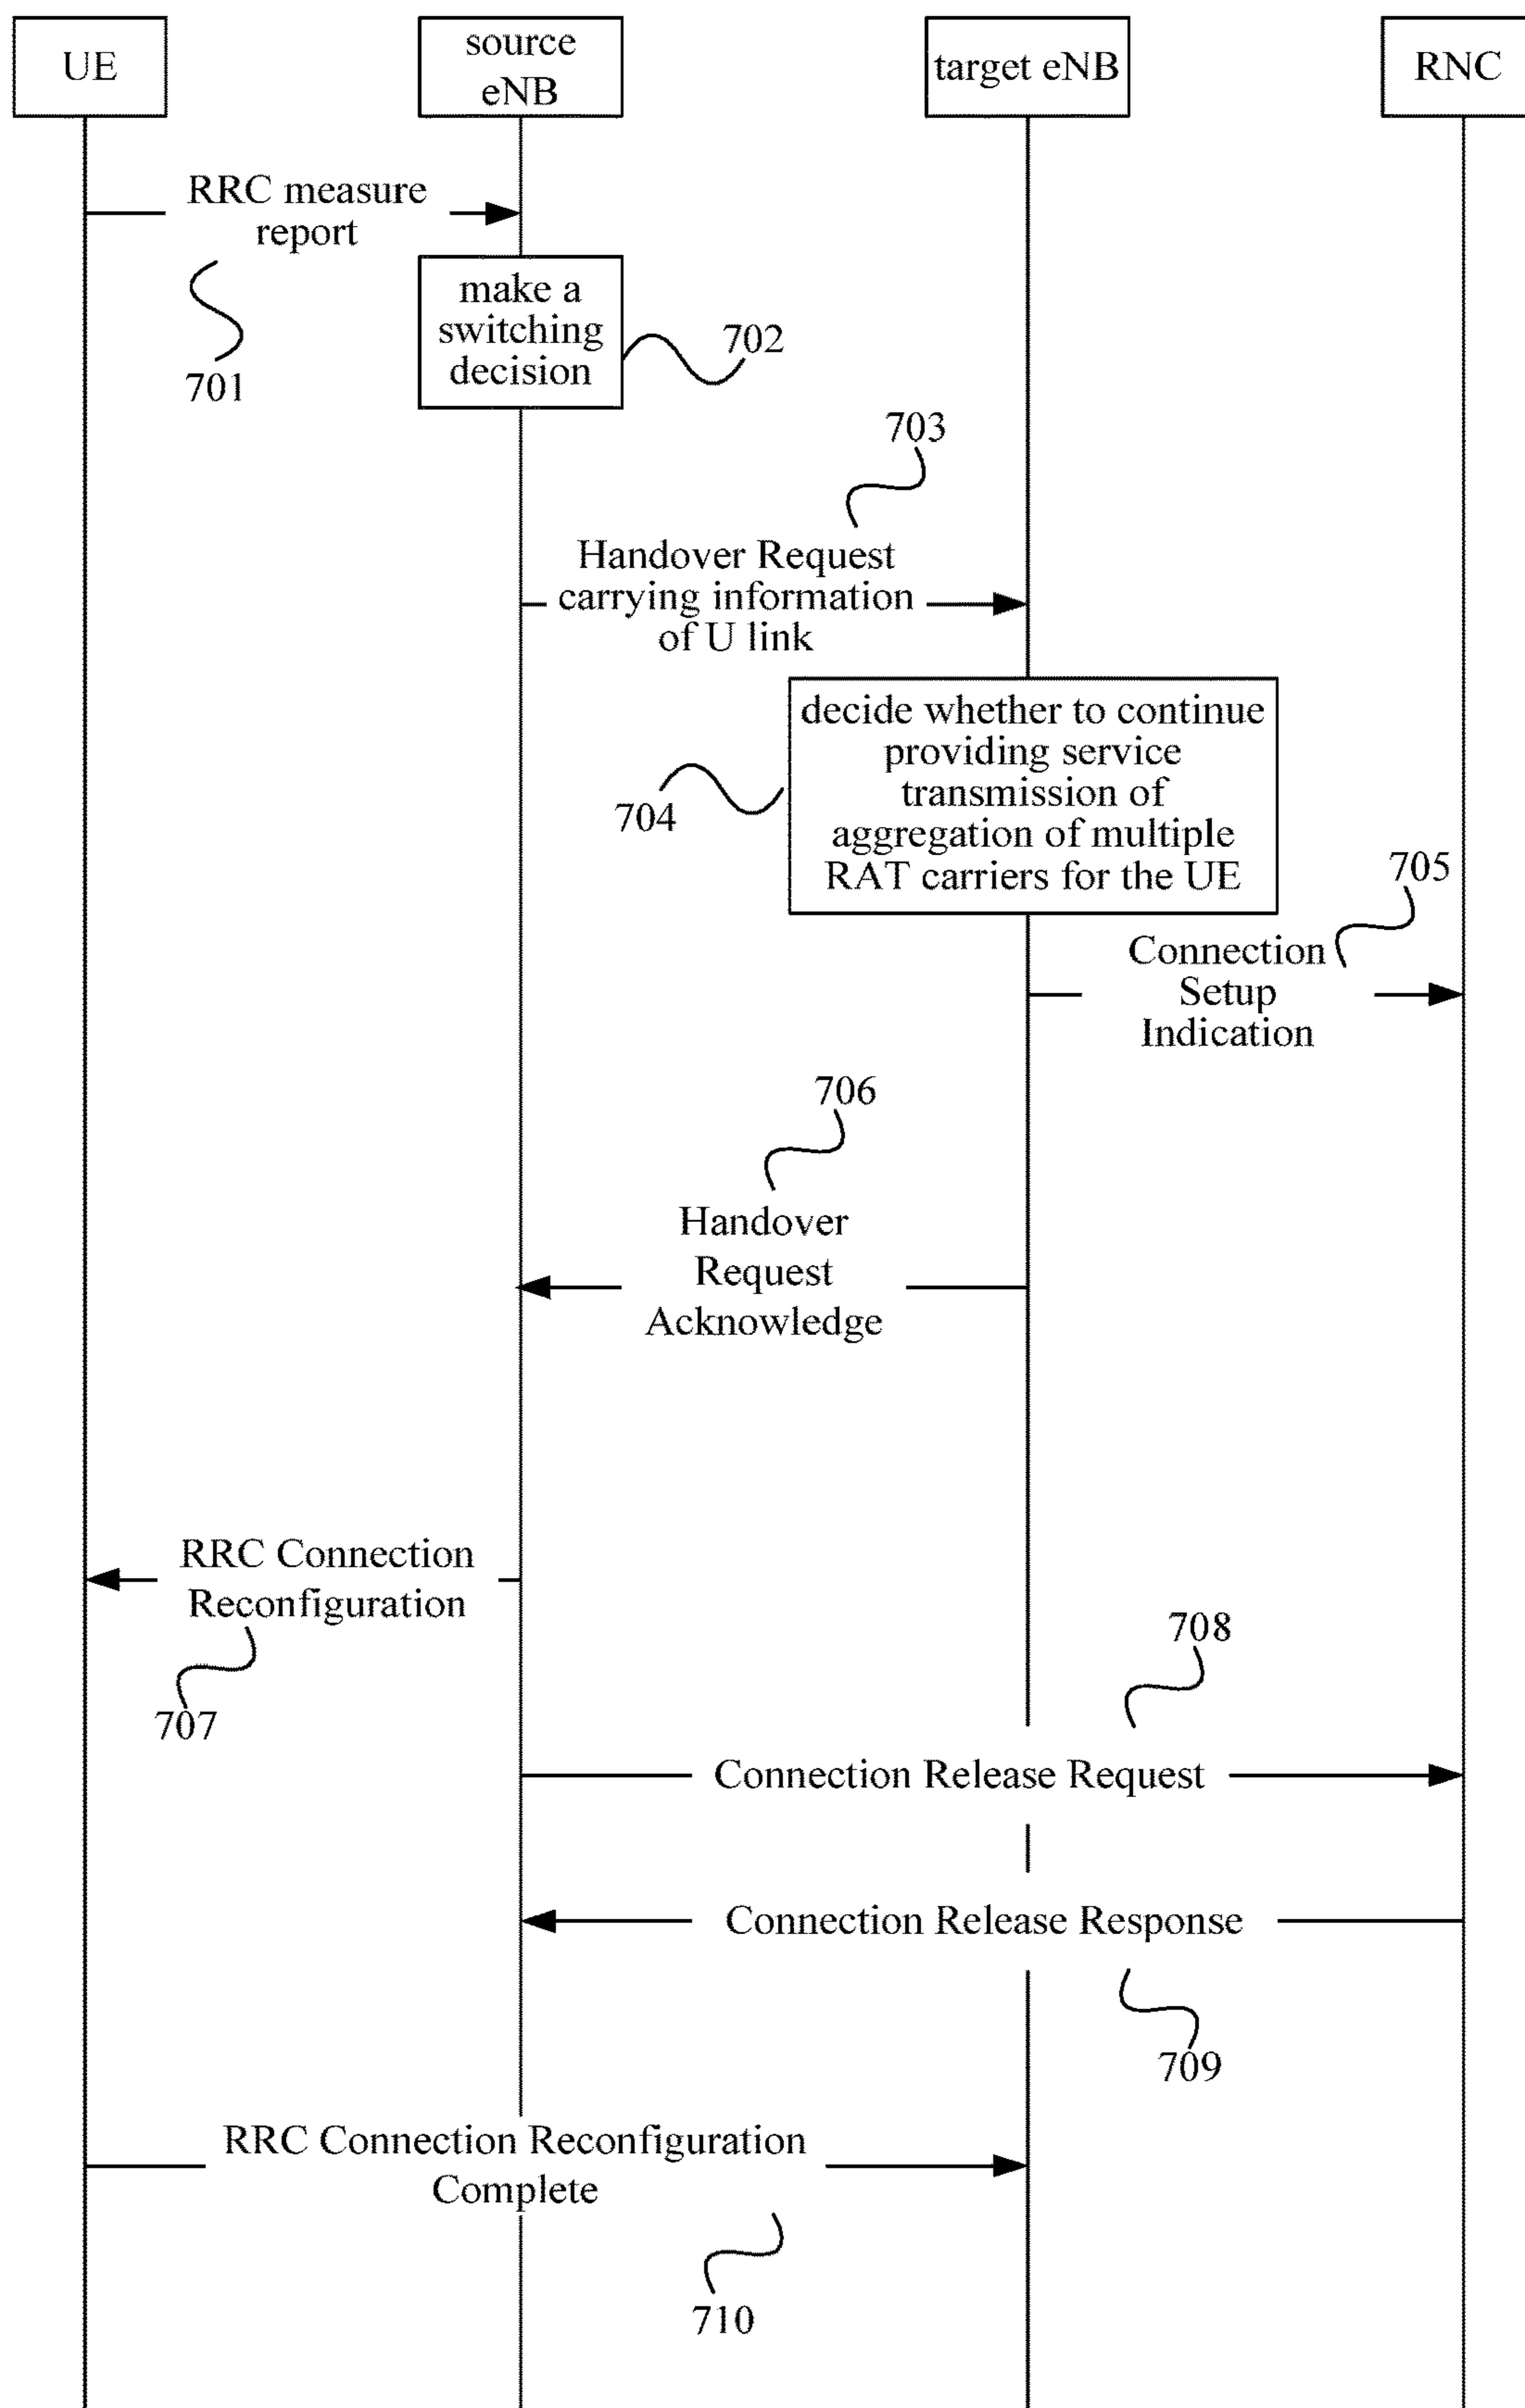 UE
source
eNB
target eNB
RNC
RRC measure
report
701
make a
switching
decision
702
703
Handover Request
carrying information
of U link
decide whether to continue
providing service
transmission of
aggregation of multiple
RAT carriers for the UE
704
705
Connection
Setup
Indication
706
Handover
Request
Acknowledge
RRC Connection
Reconfiguration
707
708
Connection Release Request
Connection Release Response
709
RRC Connection Reconfiguration
Complete
710